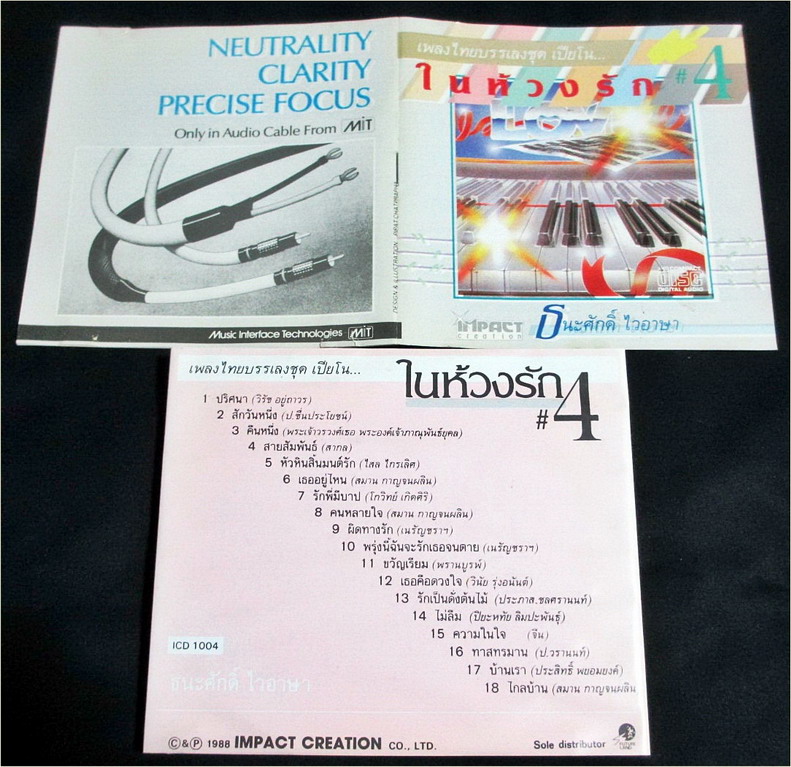 NEUTRALITY
CLARITY
PRECISE FOCUS
Only in Audio Cable From MIT
Music Interface Technologies MIT
เพลงไทยบรรเลงชุด เปียโน...
ในห้วงรัก #4
LOVE
DISC
DIGITAL AUDIO
IMPACT
creation
ธนะศักดิ์ ไวอาษา
DESIGN & ILLUSTRATION :
เพลงไทยบรรเลงชุด เปียโน...
ในห้วงรัก
#4
1 ปริศนา (วิรัช อยู่ถาวร)
2 สักวันหนึ่ง (ป.ชื่นประโยชน์)
3 คืนหนึ่ง (พระเจ้าวรวงศ์เธอ พระองค์เจ้าภาณุพันธ์ยุคล)
4 สายสัมพันธ์ (สากล)
5 หัวหินสิ้นมนต์รัก (ไสล ไกรเลิศ)
6 เธออยู่ไหน (สมาน กาญจนผลิน)
7 รักพี่มีบาป (โกวิทย์ เกิดศิริ)
8 คนหลายใจ (สมาน กาญจนผลิน)
9 ผิดทางรัก (เนรัญชราฯ)
10 พรุ่งนี้ฉันจะรักเธอจนตาย (เนรัญชราฯ)
11 ขวัญเรียม (พรานบูรพ์)
12 เธอคือดวงใจ (วินัย รุ่งอนันต์)
13 รักเป็นดั่งต้นไม้ (ประภาส.ชลศรานนท์)
14 ไม่ลืม (ปิยะหทัย ลิมปะพันธุ์)
15 ความในใจ (จีน)
16 ทาสทรมาน (ป.วรานนท์)
17 บ้านเรา (ประสิทธิ์ พยอมยงค์)
18 ไกลบ้าน (สมาน กาญจนผลิน
ICD 1004
ธนะศักดิ์ ไวอาษา
©&℗ 1988 IMPACT CREATION CO., LTD.
Sole distributor
FUTURE LAND